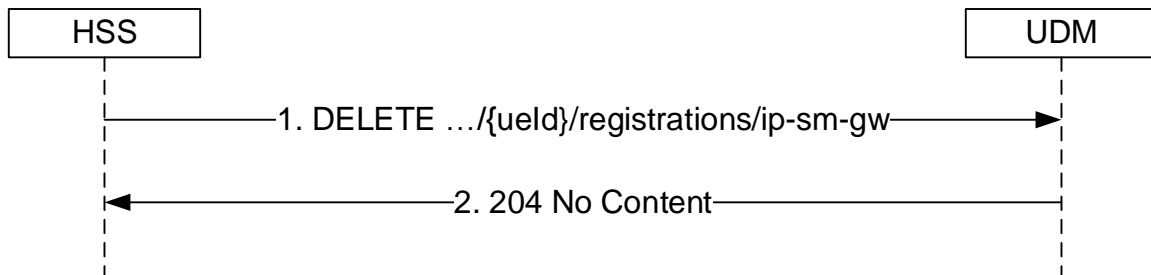 HSS
UDM
1. DELETE …/{ueId}/registrations/ip-sm-gw
2. 204 No Content